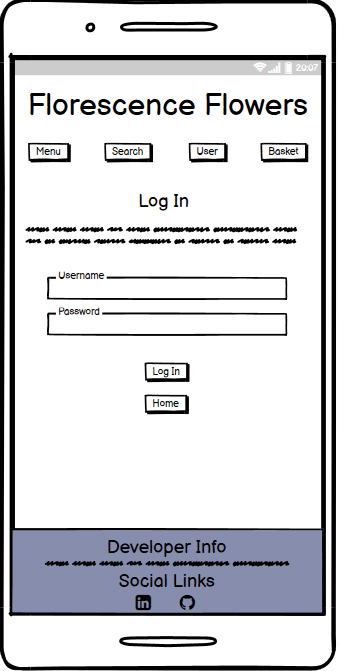 20:07
Florescence Flowers
Menu Search User Basket
Log In
Username
Password
Log In
Home
Developer Info
Social Links
in